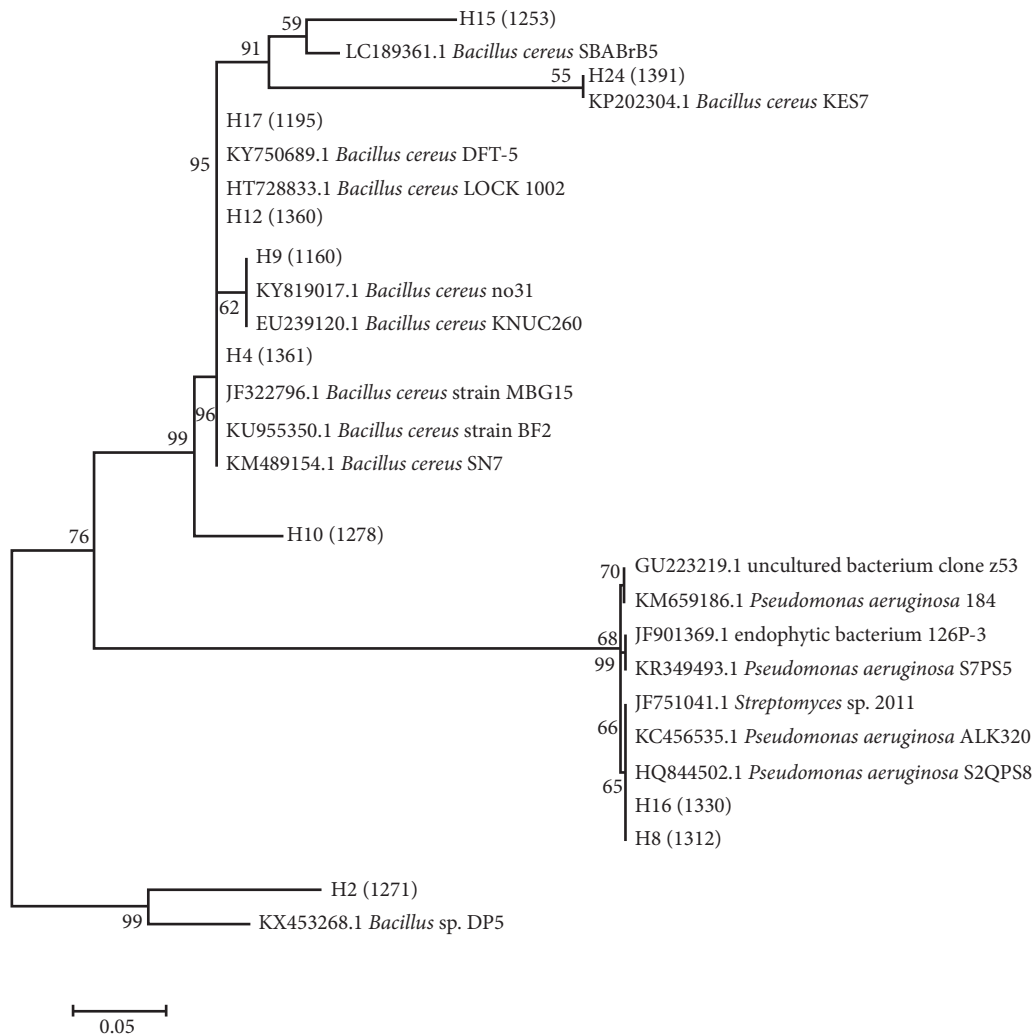 59
H15 (1253)
91
LC189361.1 Bacillus cereus SBABrB5
55
H24 (1391)
KP202304.1 Bacillus cereus KES7
H17 (1195)
95
KY750689.1 Bacillus cereus DFT-5
HT728833.1 Bacillus cereus LOCK 1002
H12 (1360)
H9 (1160)
KY819017.1 Bacillus cereus no31
62
EU239120.1 Bacillus cereus KNUC260
H4 (1361)
JF322796.1 Bacillus cereus strain MBG15
96
99
KU955350.1 Bacillus cereus strain BF2
KM489154.1 Bacillus cereus SN7
76
H10 (1278)
70
GU223219.1 uncultured bacterium clone z53
KM659186.1 Pseudomonas aeruginosa 184
68
JF901369.1 endophytic bacterium 126P-3
99
KR349493.1 Pseudomonas aeruginosa S7PS5
JF751041.1 Streptomyces sp. 2011
66
KC456535.1 Pseudomonas aeruginosa ALK320
HQ844502.1 Pseudomonas aeruginosa S2QPS8
65
H16 (1330)
H8 (1312)
H2 (1271)
99
KX453268.1 Bacillus sp. DP5
0.05